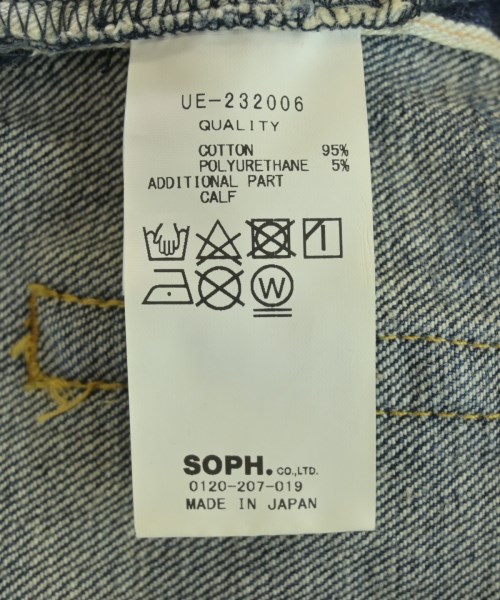 UE-232006
QUALITY
COTTON 95%
POLYURETHANE 5%
ADDITIONAL PART
CALF
W
SOPH. CO.,LTD.
0120-207-019
MADE IN JAPAN